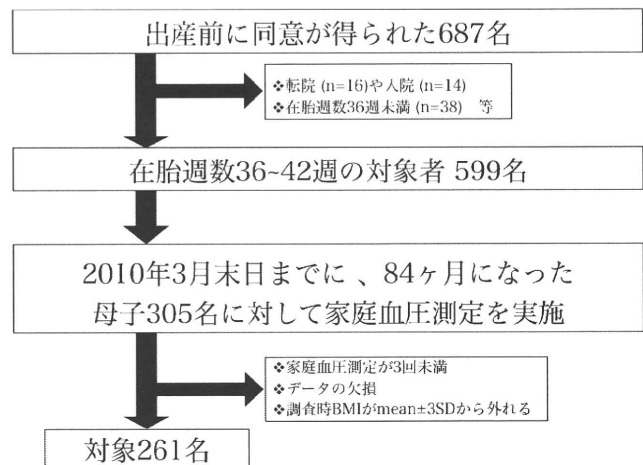 出産前に同意が得られた687名
❖転院 (n=16)や入院 (n=14)
❖在胎週数36週未満 (n=38) 等
在胎週数36~42週の対象者 599名
2010年3月末日までに 、84ヶ月になった
母子305名に対して家庭血圧測定を実施
❖家庭血圧測定が3回未満
❖データの欠損
❖調査時BMIがmean±3SDから外れる
対象261名